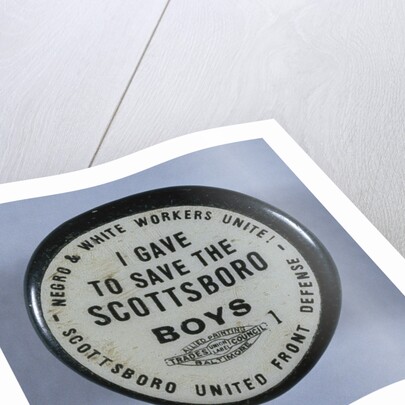 - NEGRO & WHITE WORKERS UNITE! -
I GAVE
TO SAVE THE
SCOTTSBORO
BOYS
ALLIED PRINTING
TRADES UNION LABEL COUNCIL
BALTIMORE
1
SCOTTSBORO UNITED FRONT DEFENSE